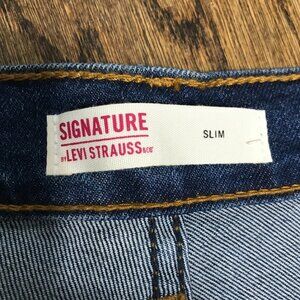 SIGNATURE
BY LEVI STRAUSS & CO.
SLIM